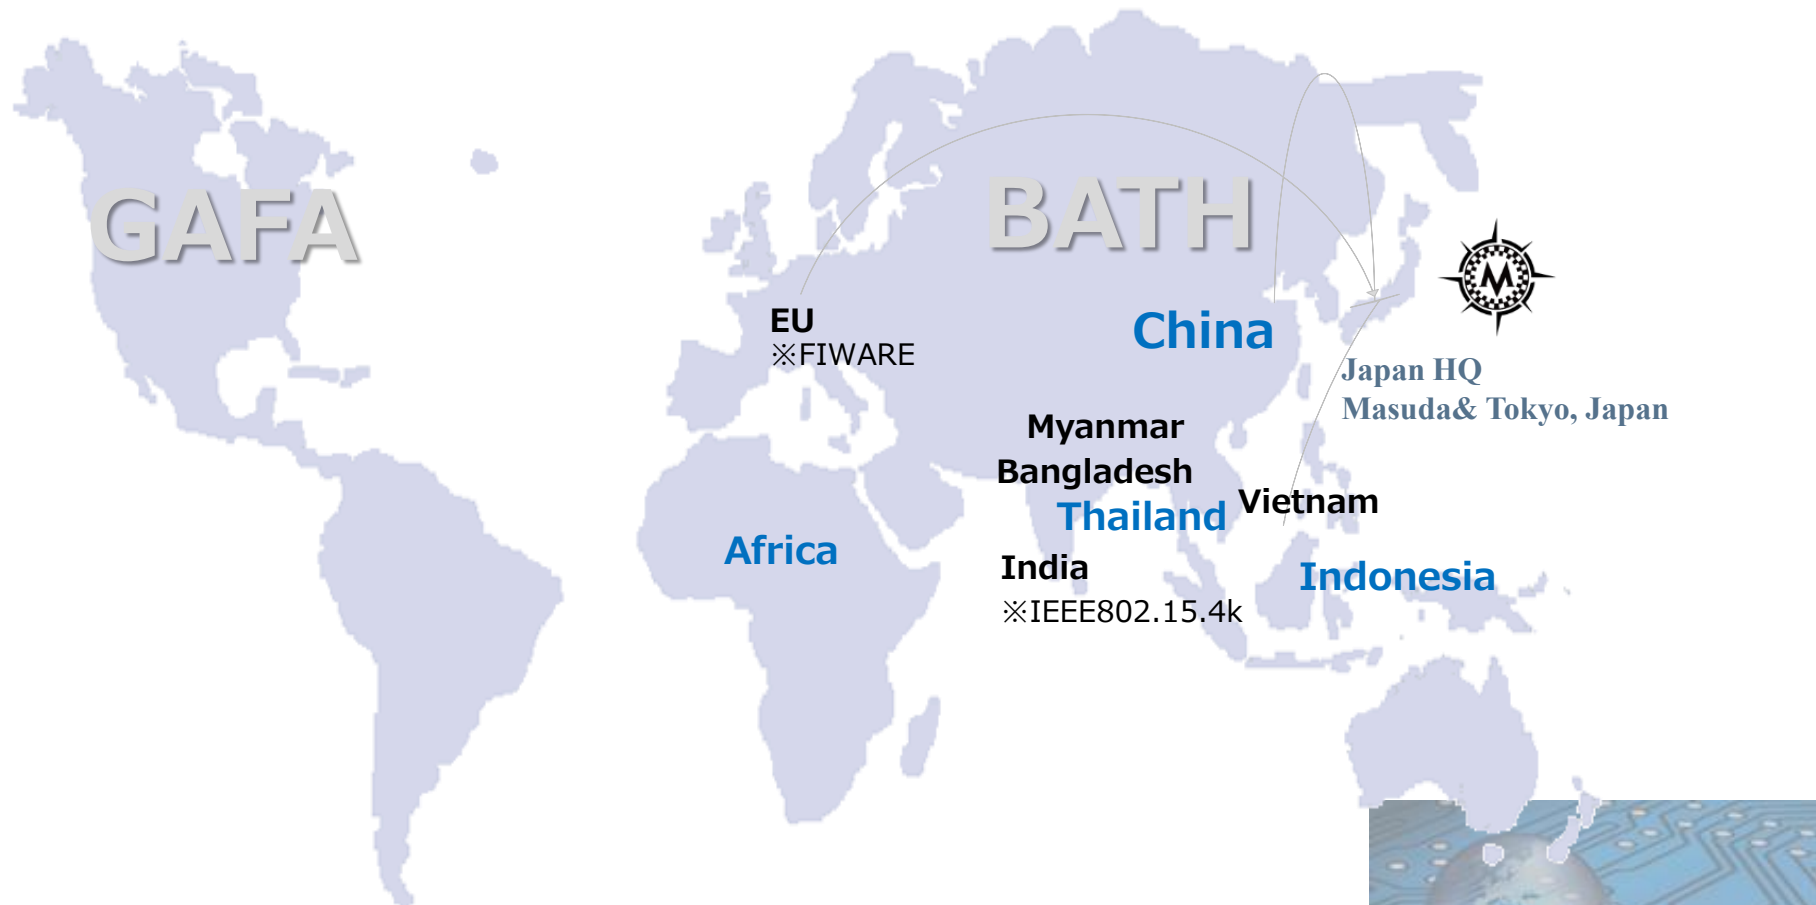 GAFA
BATH
EU
※FIWARE
China
Japan HQ
Masuda& Tokyo, Japan
Myanmar
Bangladesh
Thailand
Vietnam
Africa
India
※IEEE802.15.4k
Indonesia
M